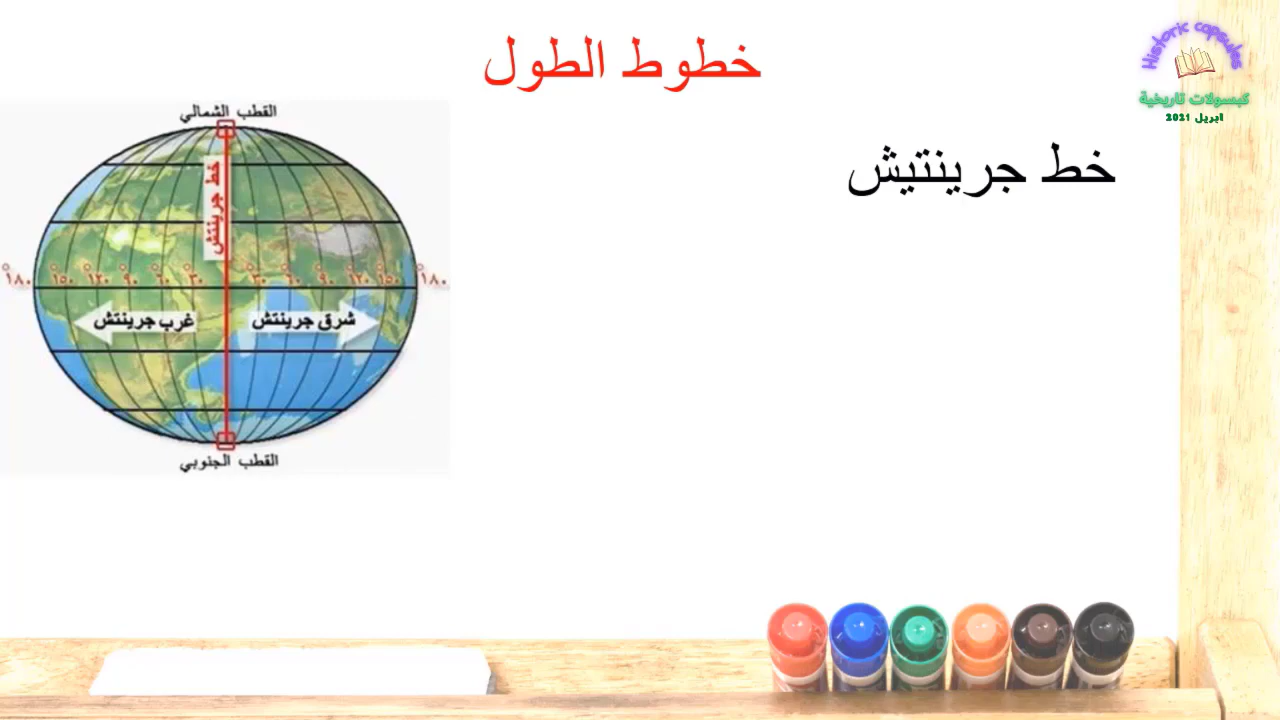 خطوط الطول
Historic capsules
كبسولات تاريخية
ابريل 2021
خط جرينتيش
القطب الشمالي
خط جرينتش
°١٨٠ °١٥٠ °١٢٠ °٩٠ °٦٠ °٣٠ °٣٠ °٦٠ °٩٠ °١٢٠ °١٥٠ °١٨٠
غرب جرينتش
شرق جرينتش
القطب الجنوبي